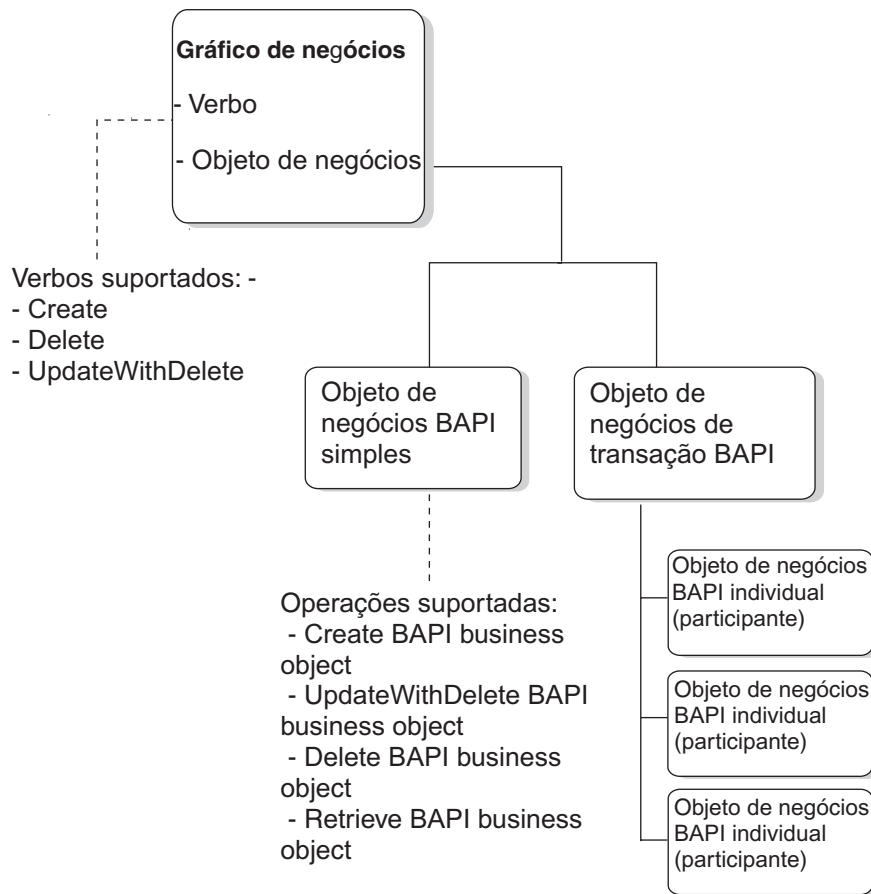 Gráfico de negócios
- Verbo
- Objeto de negócios
Verbos suportados: -
- Create
- Delete
- UpdateWithDelete
Objeto de
negócios BAPI
simples
Objeto de
negócios de
transação BAPI
Operações suportadas:
- Create BAPI business
object
- UpdateWithDelete BAPI
business object
- Delete BAPI business
object
- Retrieve BAPI business
object
Objeto de negócios
BAPI individual
(participante)
Objeto de negócios
BAPI individual
(participante)
Objeto de negócios
BAPI individual
(participante)